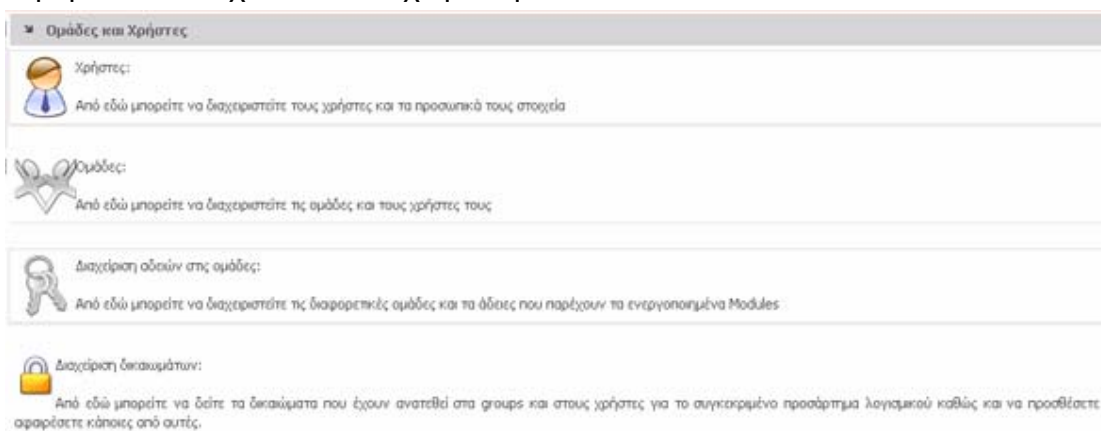 Ομάδες και Χρήστες
Χρήστες:
Από εδώ μπορείτε να διαχειριστείτε τους χρήστες και τα προσωπικά τους στοιχεία
Ομάδες:
Από εδώ μπορείτε να διαχειριστείτε τις ομάδες και τους χρήστες τους
Διαχείριση αδειών στις ομάδες:
Από εδώ μπορείτε να διαχειριστείτε τις διαφορετικές ομάδες και τα άδειες που παρέχουν τα ενεργοποιημένα Modules
Διαχείριση δικαιωμάτων:
Από εδώ μπορείτε να δείτε τα δικαιώματα που έχουν ανατεθεί στα groups και στους χρήστες για το συγκεκριμένο προσάρτημα λογισμικού καθώς και να προσθέσετε
αφαιρέσετε κάποιες από αυτές.